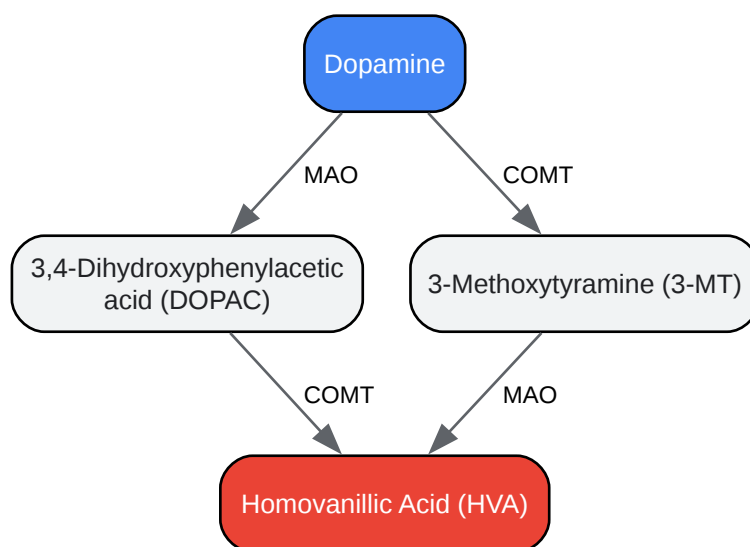 Dopamine
MAO
COMT
3,4-Dihydroxyphenylacetic
acid (DOPAC)
3-Methoxytyramine (3-MT)
COMT
MAO
Homovanillic Acid (HVA)